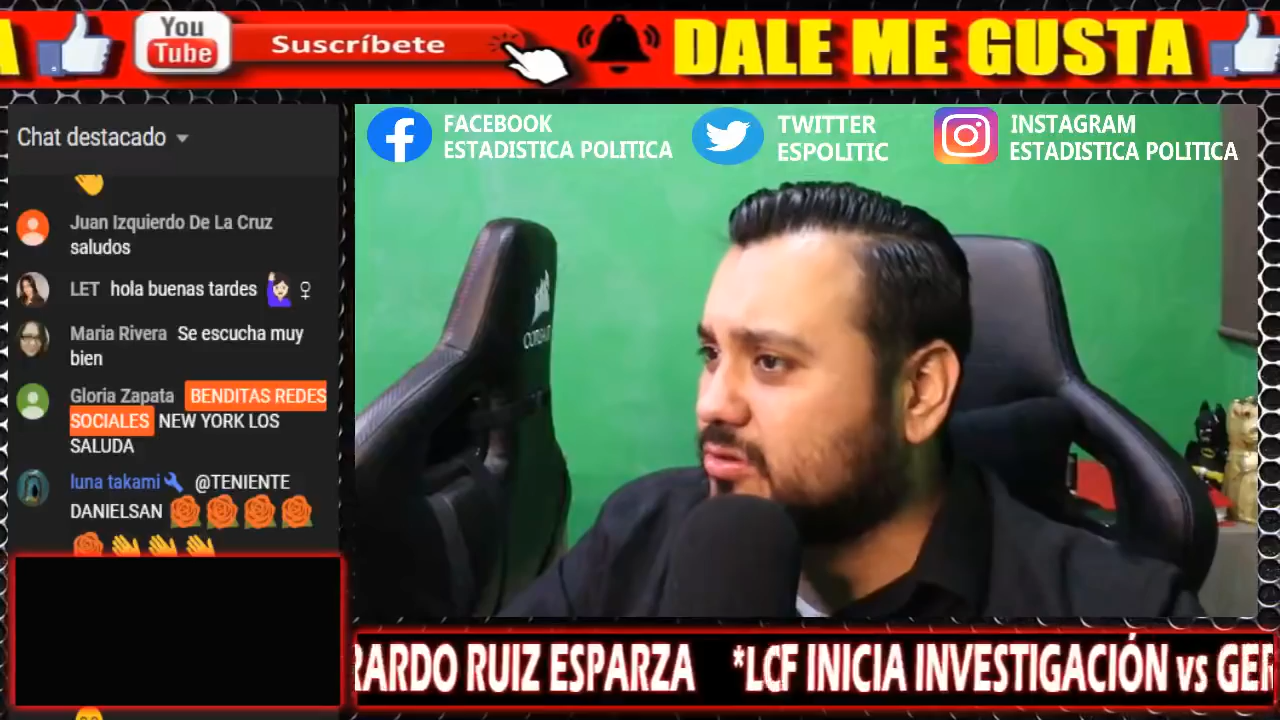 You
Tube
Suscríbete
DALE ME GUSTA
Chat destacado
FACEBOOK
ESTADISTICA POLITICA
TWITTER
ESPOLITIC
INSTAGRAM
ESTADISTICA POLITICA
Juan Izquierdo De La Cruz
saludos
LET hola buenas tardes
Maria Rivera Se escucha muy
bien
Gloria Zapata BENDITAS REDES
SOCIALES NEW YORK LOS
SALUDA
luna takami @TENIENTE
DANIELSAN
RARDO RUIZ ESPARZA *LCF INICIA INVESTIGACIÓN vs GER